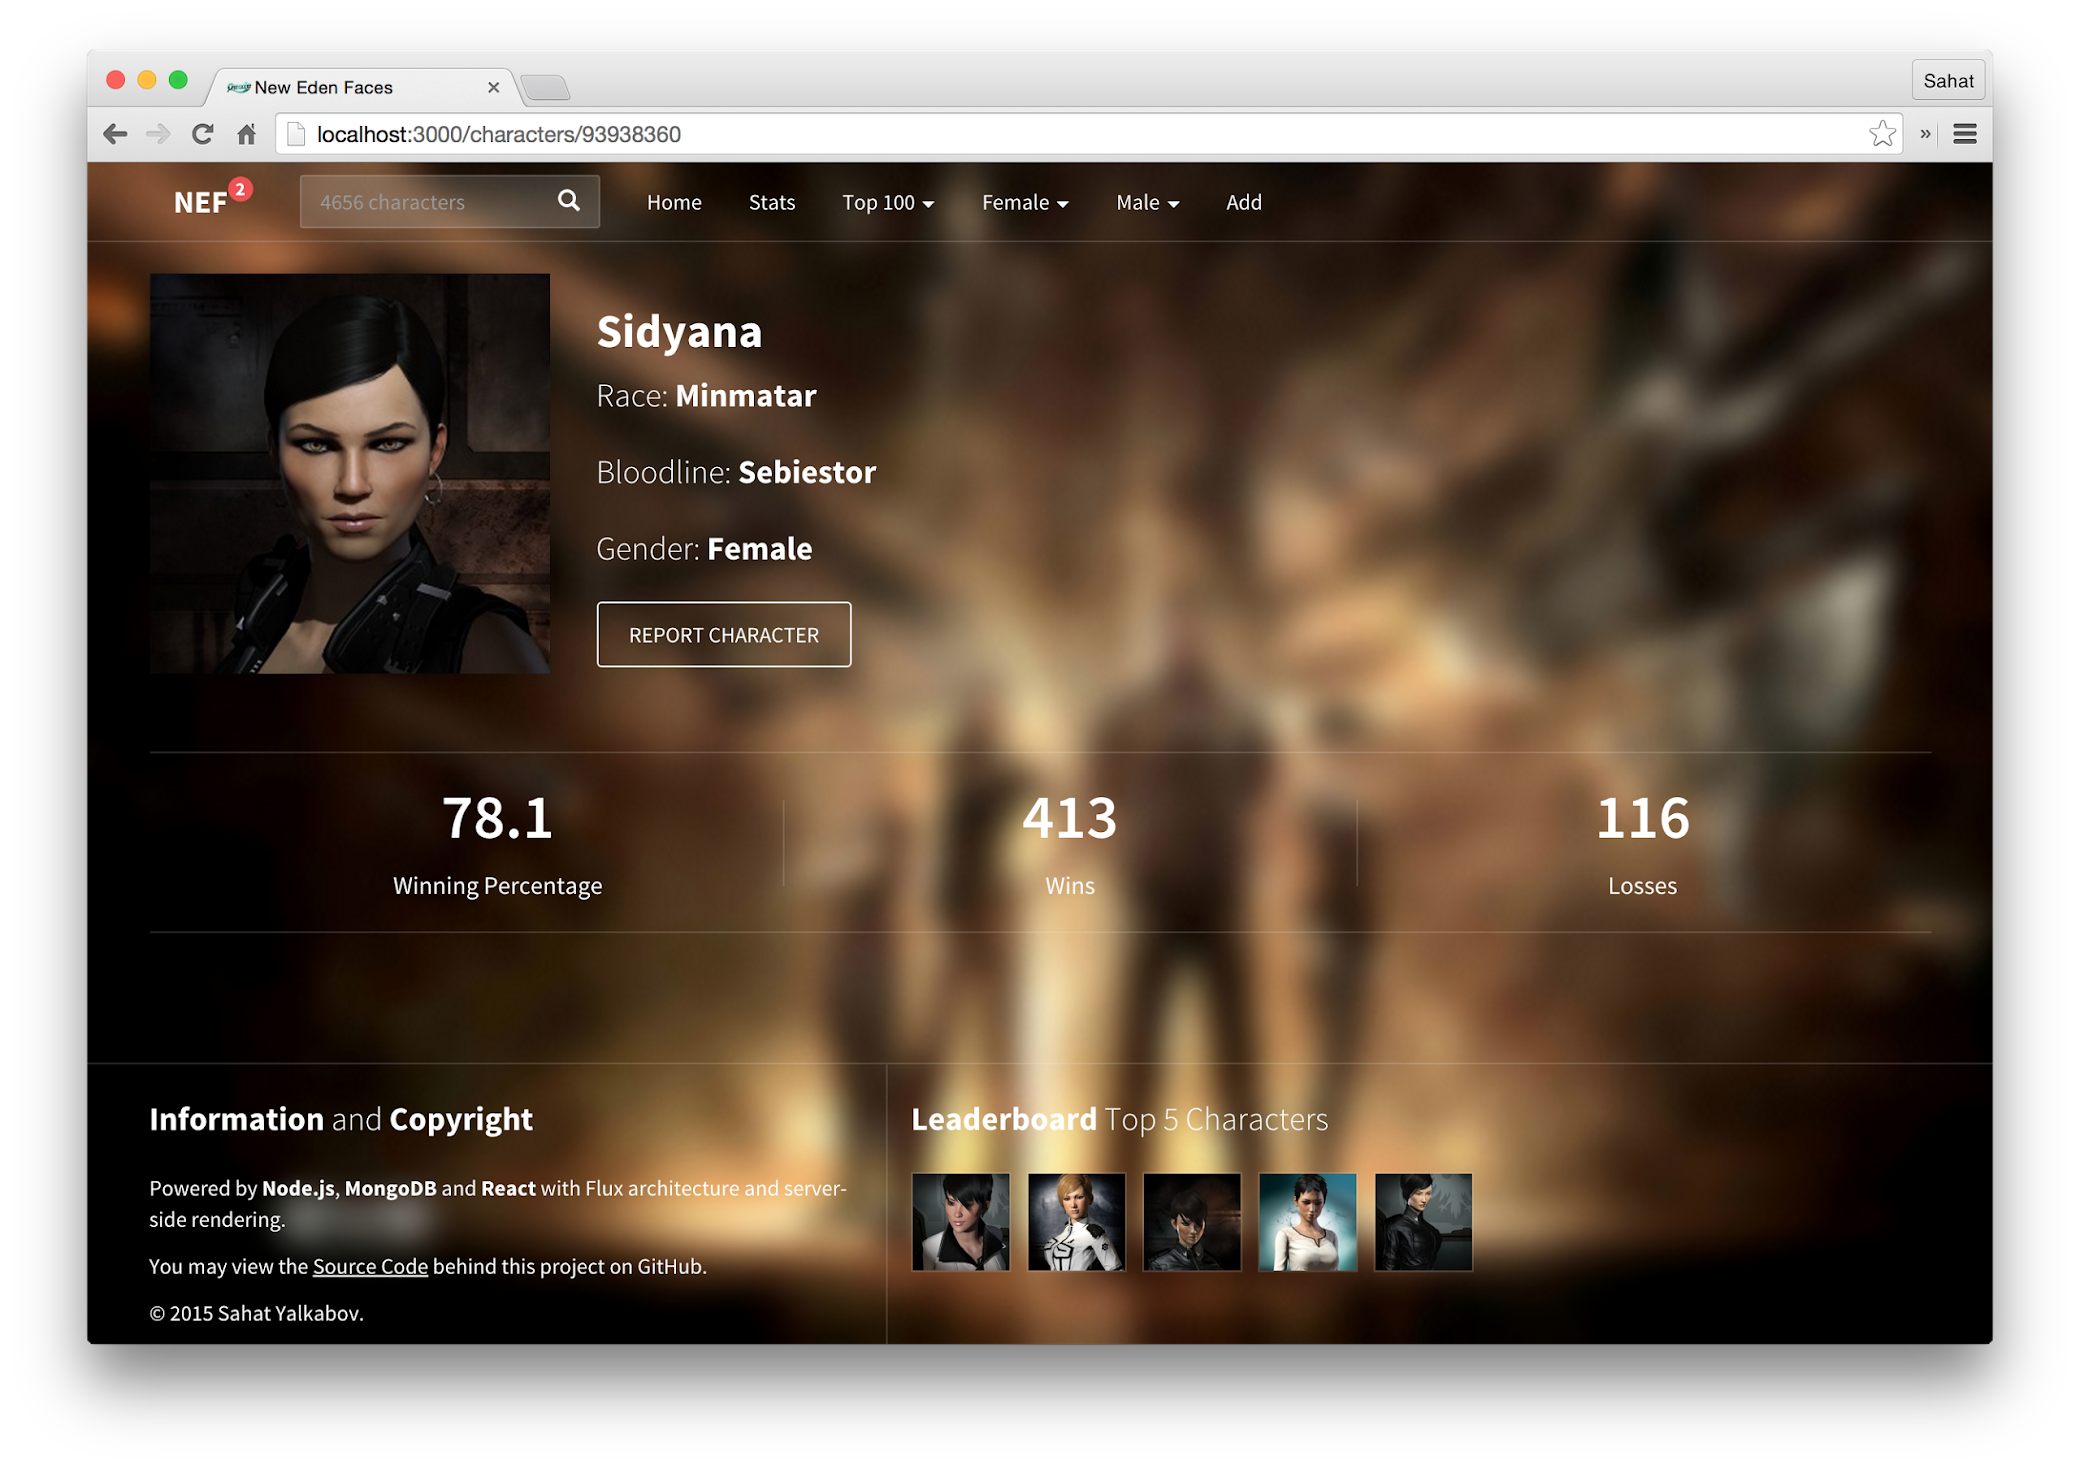 New Eden Faces
Sahat
localhost:3000/characters/93938360
NEF 2
4656 characters
Home
Stats
Top 100
Female
Male
Add
Sidyana
Race: Minmatar
Bloodline: Sebiestor
Gender: Female
REPORT CHARACTER
78.1
Winning Percentage
413
Wins
116
Losses
Information and Copyright
Powered by Node.js, MongoDB and React with Flux architecture and server-
side rendering.
You may view the Source Code behind this project on GitHub.
© 2015 Sahat Yalkabov.
Leaderboard Top 5 Characters